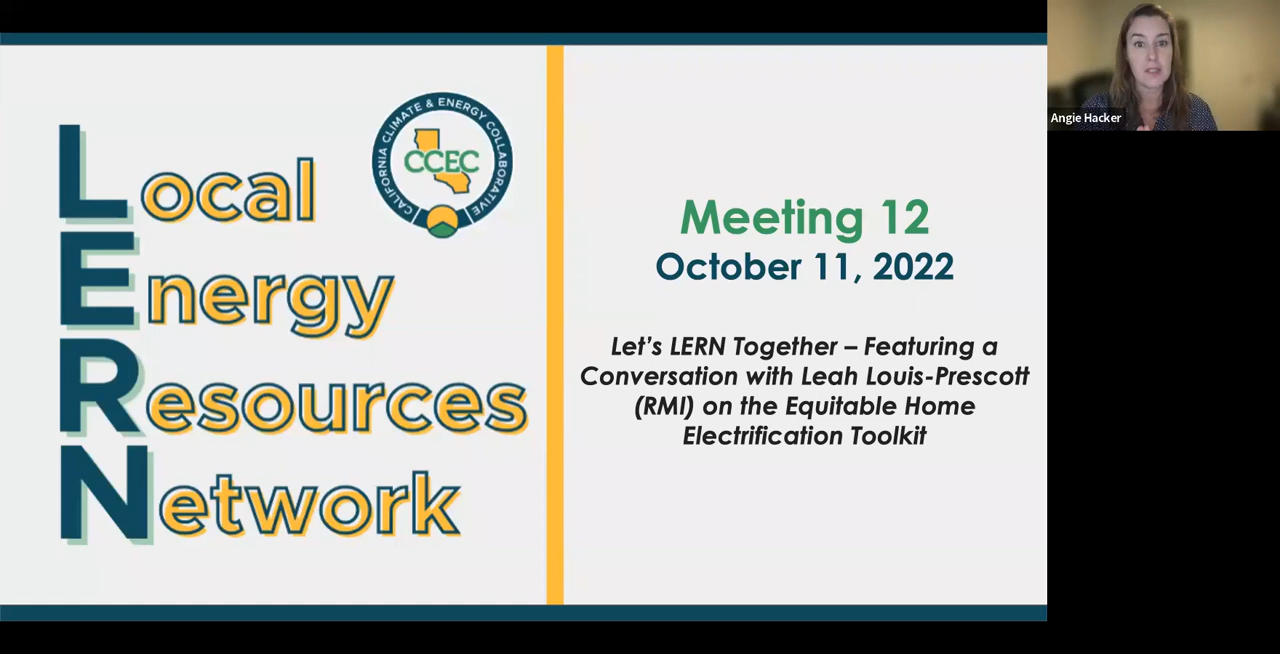 Local
Energy
Resources
Network
CALIFORNIA CLIMATE & ENERGY COLLABORATIVE
CCEC
Meeting 12
October 11, 2022
Let's LERN Together – Featuring a
Conversation with Leah Louis-Prescott
(RMI) on the Equitable Home
Electrification Toolkit
Angie Hacker